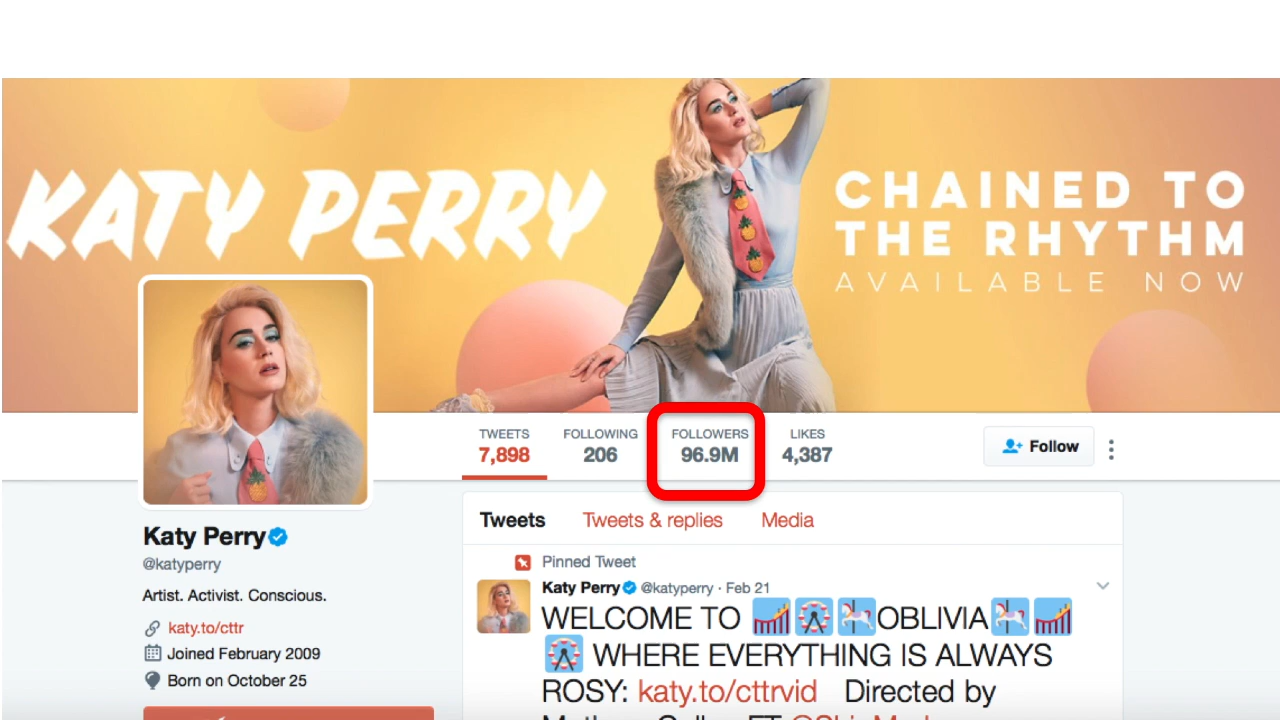 KATY PERRY
CHAINED TO
THE RHYTHM
AVAILABLE NOW
TWEETS
7,898
FOLLOWING
206
FOLLOWERS
96.9M
LIKES
4,387
Follow
Katy Perry
@katyperry
Artist. Activist. Conscious.
katy.to/cttr
Joined February 2009
Born on October 25
Tweets Tweets & replies Media
Pinned Tweet
Katy Perry @katyperry · Feb 21
WELCOME TO 🎢🎡🎠OBLIVIA🎠🎢
🎡 WHERE EVERYTHING IS ALWAYS
ROSY: katy.to/cttrvid Directed by